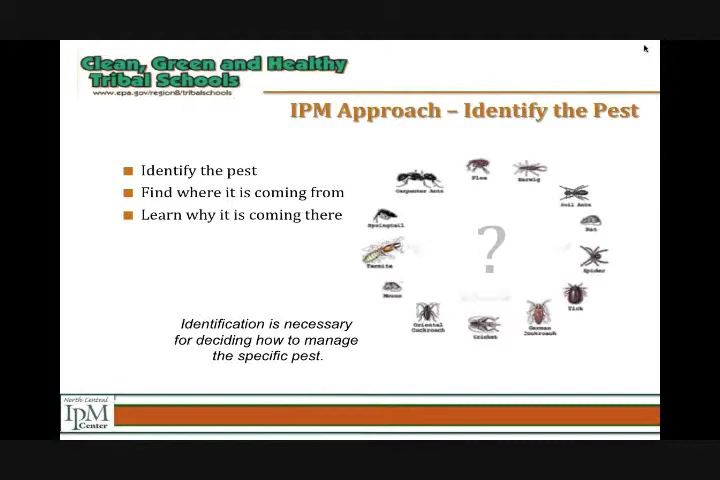 Clean, Green and Healthy
Tribal Schools
www.epa.gov/region8/tribalschools
IPM Approach – Identify the Pest
Identify the pest
Find where it is coming from
Learn why it is coming there
Carpenter Ants
Flea
Earwig
Soil Ants
Rat
Spider
Tick
German
Cockroach
Cricket
Oriental
Cockroach
Mouse
Termite
Springtail
?
Identification is necessary
for deciding how to manage
the specific pest.
North Central
IPM
Center